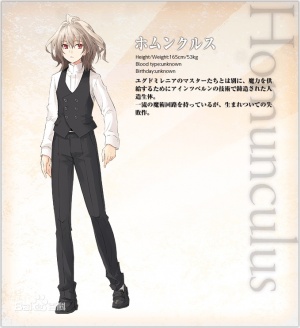 ホムンクルス
Height/Weight:165cm/53kg
Blood type:unknown
Birthday:unknown
ユグドミレニアのマスターたちとは別に、魔力を供
給するためにアインツベルンの技術で鋳造された人
造生体。
一流の魔術回路を持っているが、生まれついての失
敗作。
Homunculus